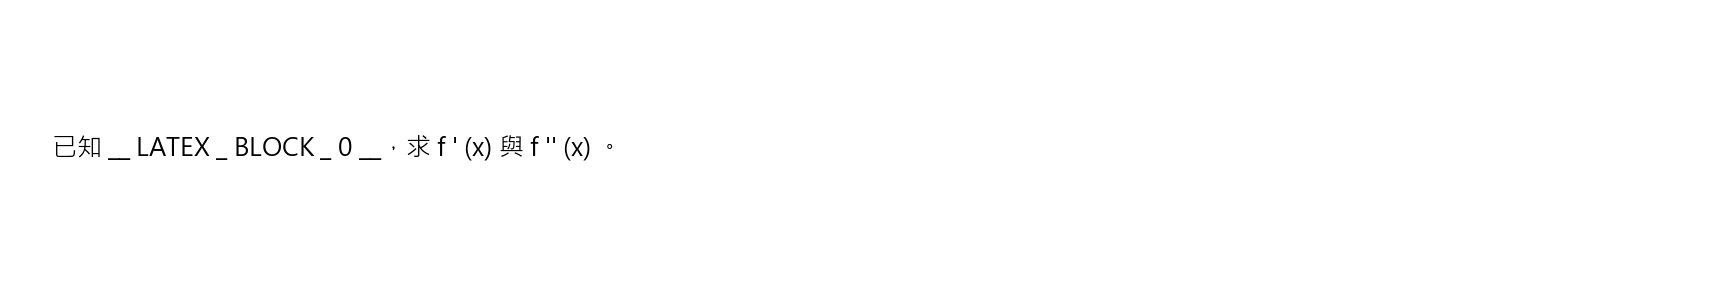 已知 __ LATEX _ BLOCK _ 0 __，求 f ' (x) 與 f '' (x) 。